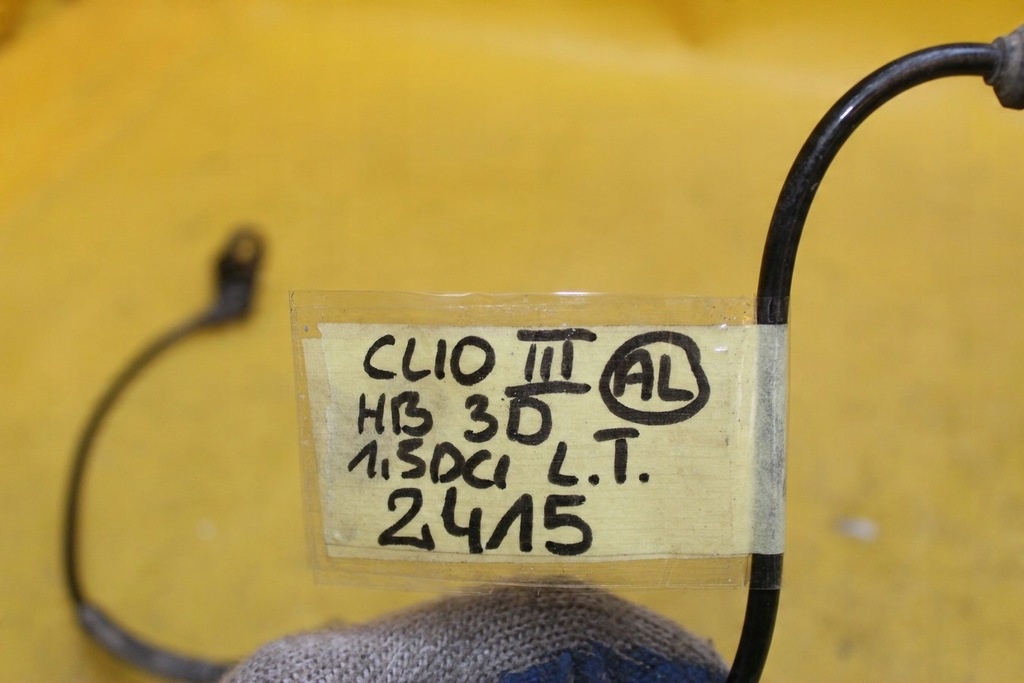 CLIO III AL
HB 3D
1,5DCI L.T.
2415